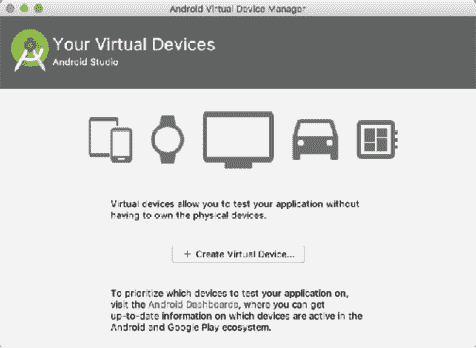 Android Virtual Device Manager
Your Virtual Devices
Android Studio
Virtual devices allow you to test your application without
having to own the physical devices.
+ Create Virtual Device...
To prioritize which devices to test your application on,
visit the Android Dashboards, where you can get
up-to-date information on which devices are active in the
Android and Google Play ecosystem.